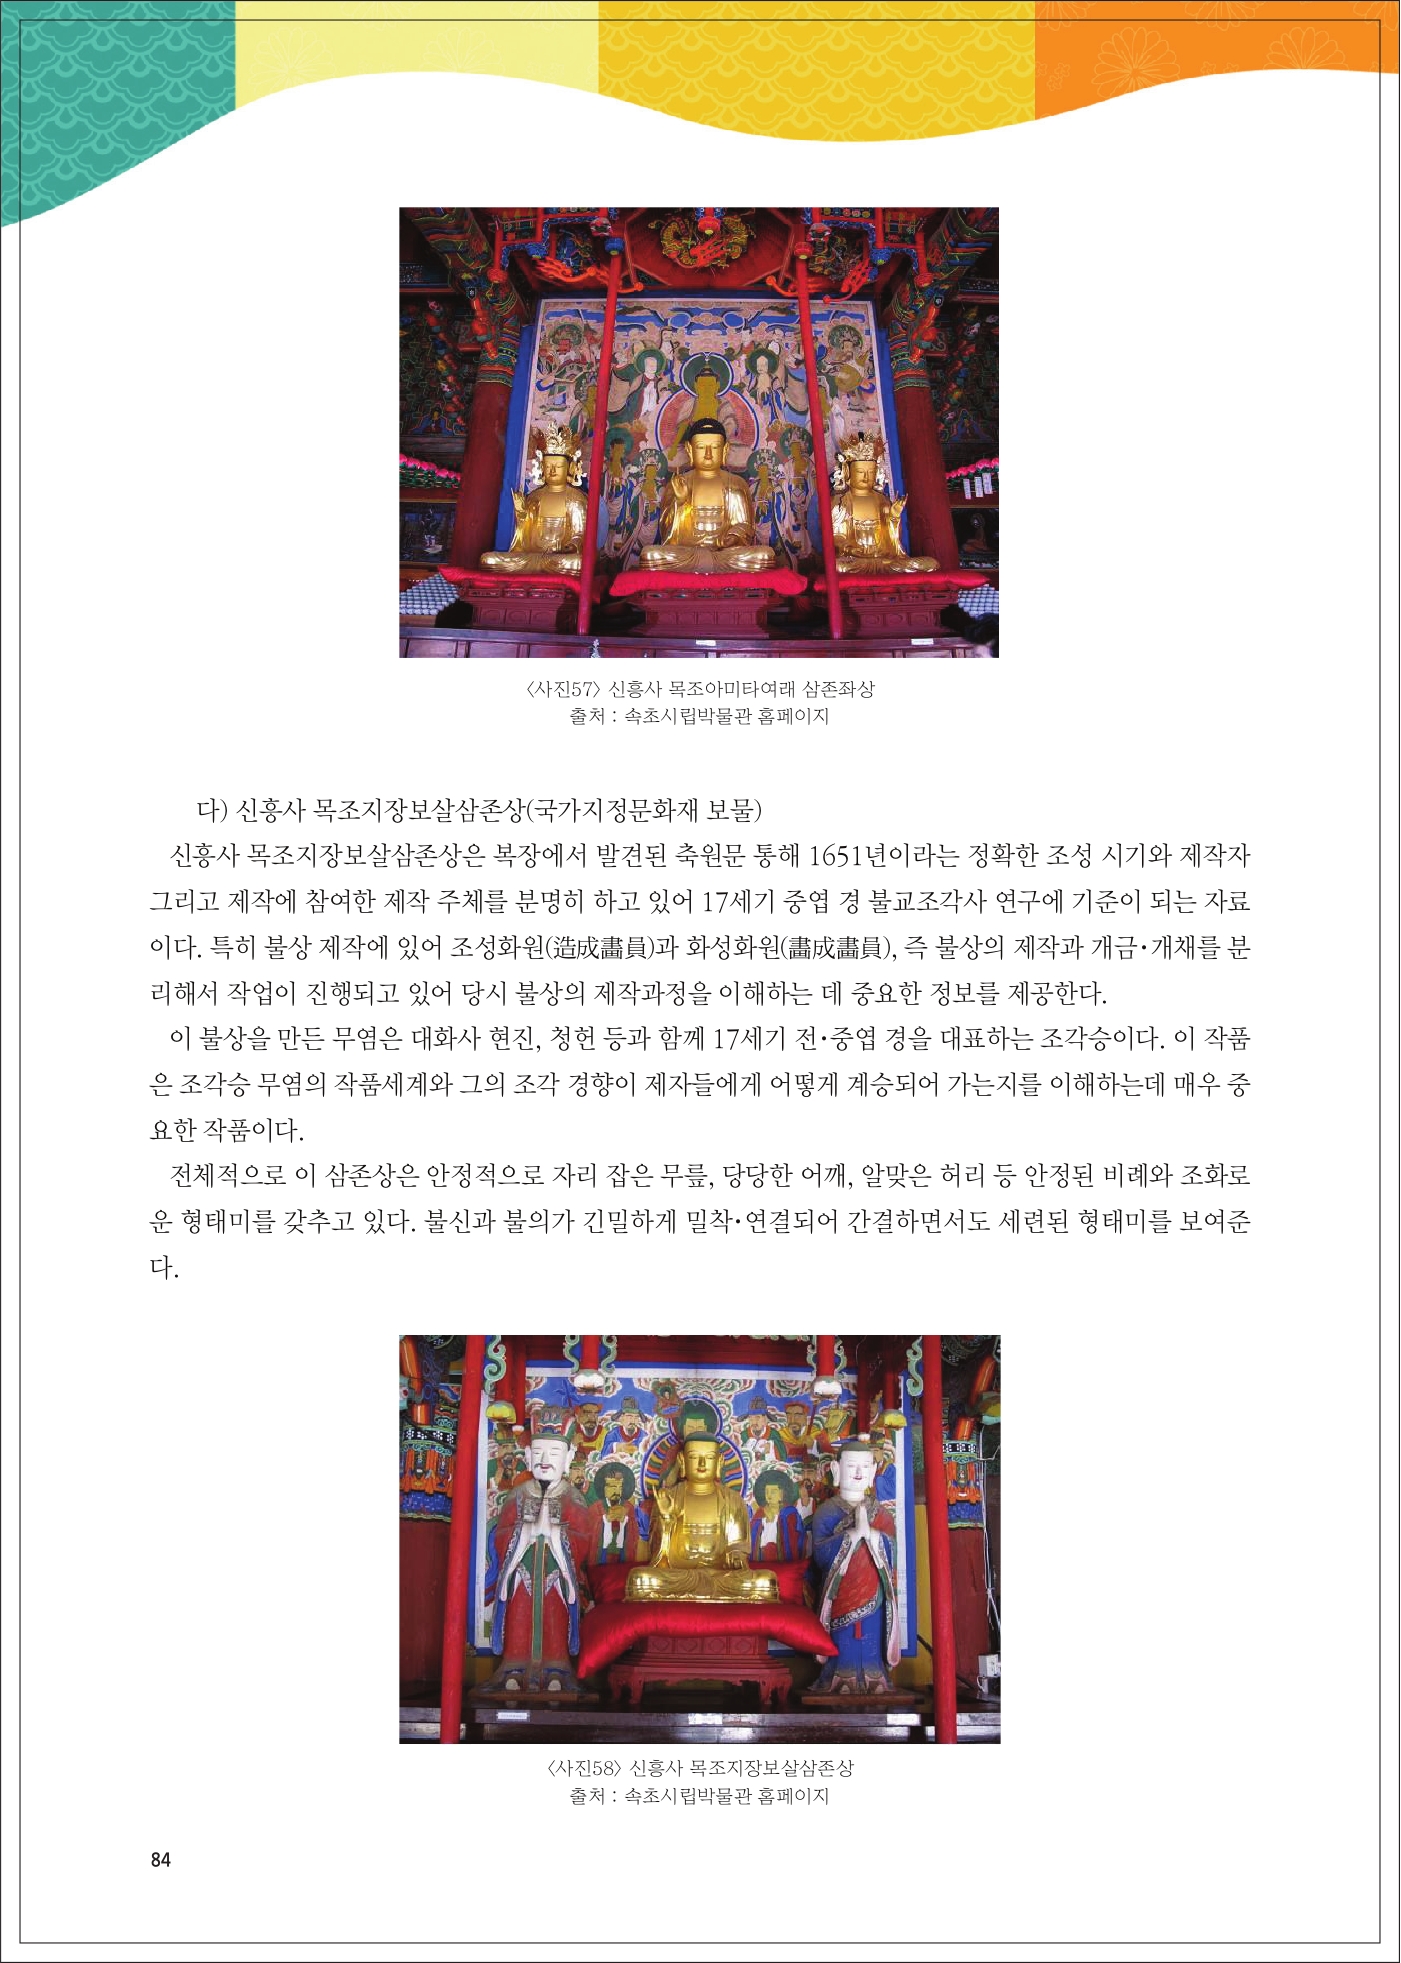 〈사진57〉 신흥사 목조아미타여래 삼존좌상
출처 : 속초시립박물관 홈페이지
다) 신흥사 목조지장보살삼존상(국가지정문화재 보물)
신흥사 목조지장보살삼존상은 복장에서 발견된 축원문 통해 1651년이라는 정확한 조성 시기와 제작자
그리고 제작에 참여한 제작 주체를 분명히 하고 있어 17세기 중엽 경 불교조각사 연구에 기준이 되는 자료
이다. 특히 불상 제작에 있어 조성화원(造成畵員)과 화성화원(畵成畵員), 즉 불상의 제작과 개금·개채를 분
리해서 작업이 진행되고 있어 당시 불상의 제작과정을 이해하는 데 중요한 정보를 제공한다.
이 불상을 만든 무염은 대화사 현진, 청헌 등과 함께 17세기 전·중엽 경을 대표하는 조각승이다. 이 작품
은 조각승 무염의 작품세계와 그의 조각 경향이 제자들에게 어떻게 계승되어 가는지를 이해하는데 매우 중
요한 작품이다.
전체적으로 이 삼존상은 안정적으로 자리 잡은 무릎, 당당한 어깨, 알맞은 허리 등 안정된 비례와 조화로
운 형태미를 갖추고 있다. 불신과 불의가 긴밀하게 밀착·연결되어 간결하면서도 세련된 형태미를 보여준
다.
〈사진58〉 신흥사 목조지장보살삼존상
출처 : 속초시립박물관 홈페이지
84